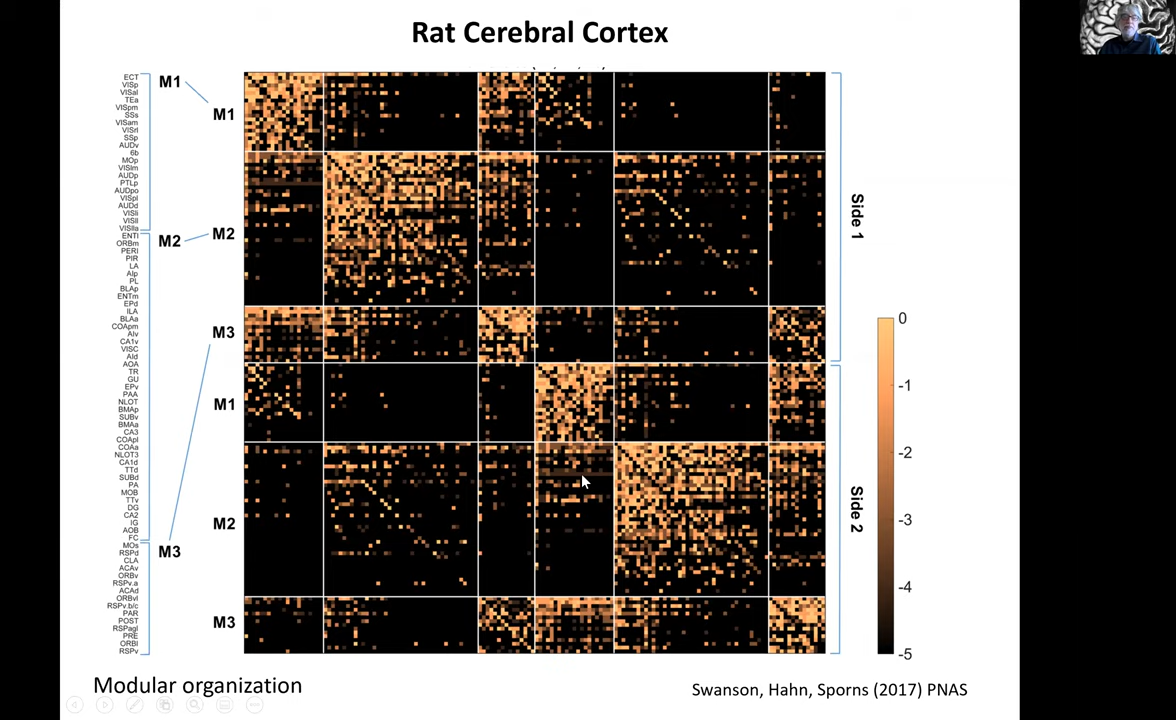 Rat Cerebral Cortex
ECT
VISp
VISal
TEa
VISpm
SSs
VISam
VISrl
SSp
AUDv
6b
MOp
VISlm
AUDp
PTLp
AUDpo
VISpl
AUDd
VISli
VISll
VISlla
ENTl
ORBm
PERI
PIR
LA
AIp
PL
BLAp
ENTm
EPd
ILA
BLAa
COApm
AIv
CA1v
VISC
AId
AOA
TR
GU
EPv
PAA
NLOT
BMAp
SUBv
BMAa
CA3
COApl
COAa
NLOT3
CA1d
TTd
SUBd
PA
MOB
TTv
DG
CA2
IG
AOB
FC
MOs
RSPd
CLA
ACAv
ORBv
RSPv.a
ACAd
ORBvl
RSPv.b/c
PAR
POST
RSPagl
PRE
ORBl
RSPv
M1
M2
M3
M1
M2
M3
M1
M2
M3
Side 1
Side 2
0
-1
-2
-3
-4
-5
Modular organization
Swanson, Hahn, Sporns (2017) PNAS